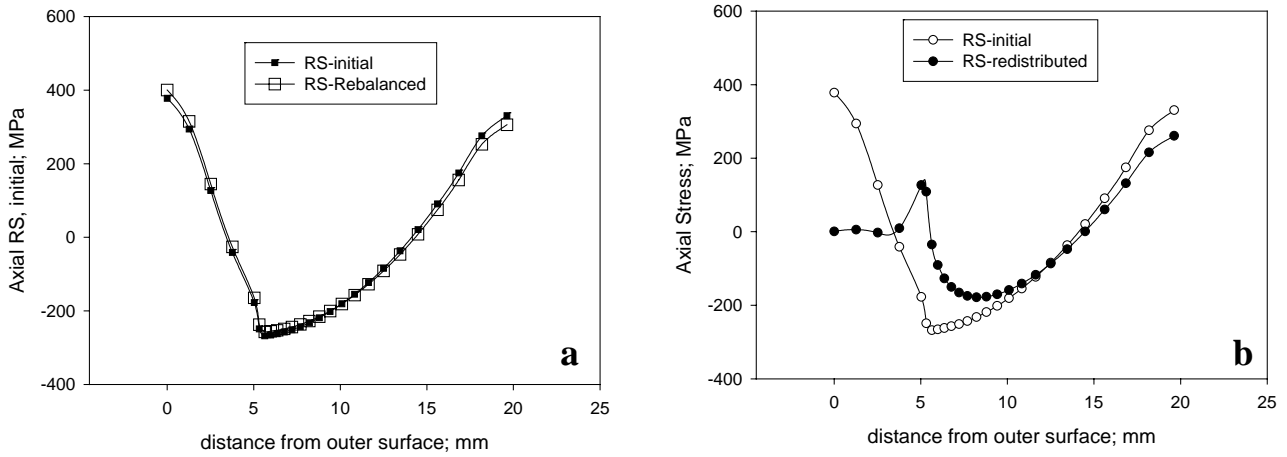 600
400
200
0
-200
-400
Axial RS, initial; MPa
RS-initial
RS-Rebalanced
a
0 5 10 15 20 25
distance from outer surface; mm
600
400
200
0
-200
-400
Axial Stress; MPa
RS-initial
RS-redistributed
b
0 5 10 15 20 25
distance from outer surface; mm